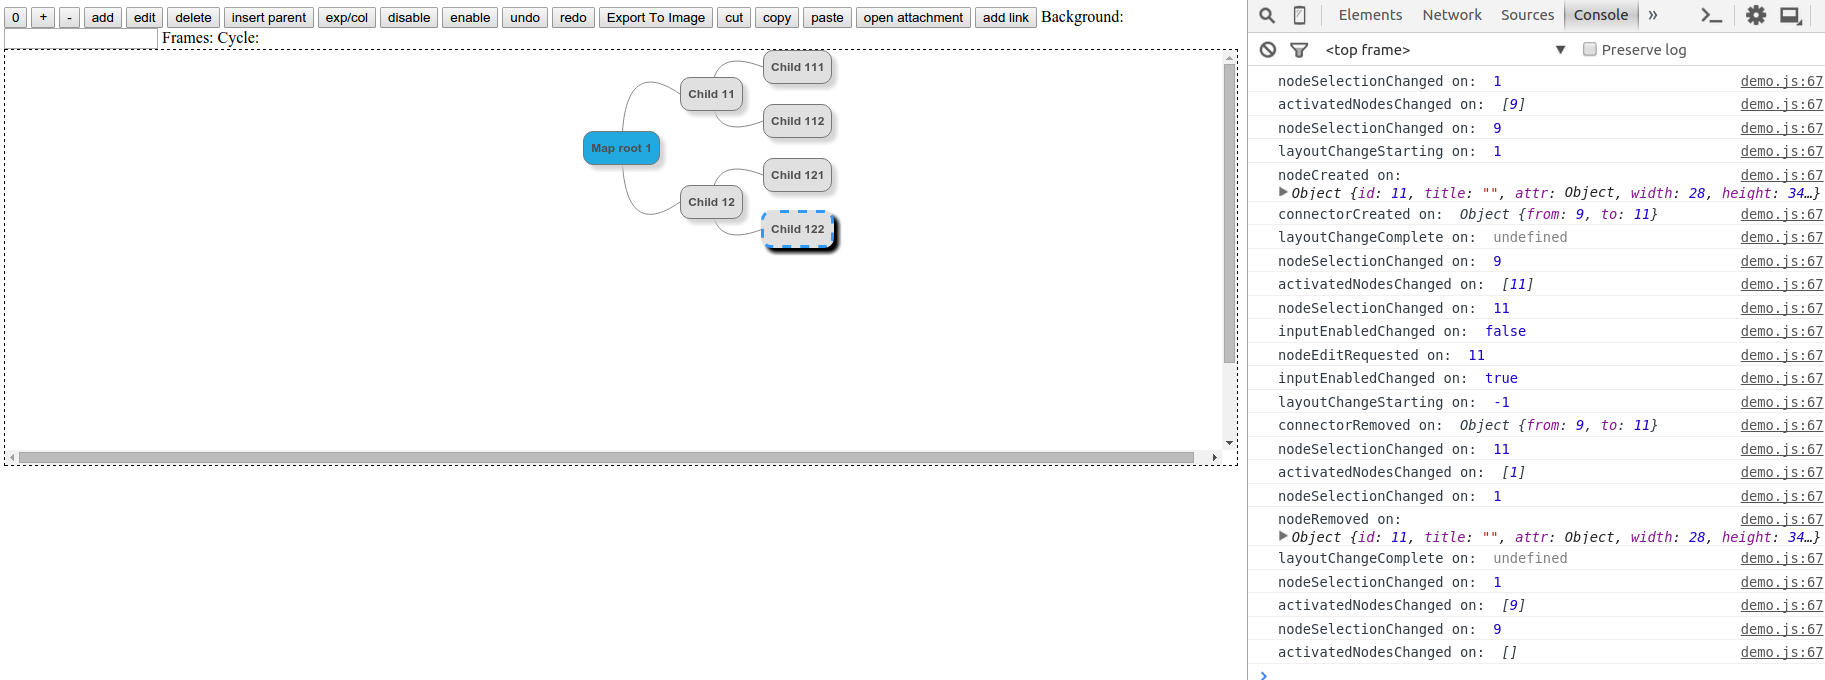 0 + - add edit delete insert parent exp/col disable enable undo redo Export To Image cut copy paste open attachment add link Background:
Frames: Cycle:
Child 111
Child 11
Child 112
Map root 1
Child 121
Child 12
Child 122
Elements Network Sources Console »
<top frame> ▼ Preserve log
nodeSelectionChanged on: 1 demo.js:67
activatedNodesChanged on: [9] demo.js:67
nodeSelectionChanged on: 9 demo.js:67
layoutChangeStarting on: 1 demo.js:67
nodeCreated on: demo.js:67
Object {id: 11, title: "", attr: Object, width: 28, height: 34…}
connectorCreated on: Object {from: 9, to: 11} demo.js:67
layoutChangeComplete on: undefined demo.js:67
nodeSelectionChanged on: 9 demo.js:67
activatedNodesChanged on: [11] demo.js:67
nodeSelectionChanged on: 11 demo.js:67
inputEnabledChanged on: false demo.js:67
nodeEditRequested on: 11 demo.js:67
inputEnabledChanged on: true demo.js:67
layoutChangeStarting on: -1 demo.js:67
connectorRemoved on: Object {from: 9, to: 11} demo.js:67
nodeSelectionChanged on: 11 demo.js:67
activatedNodesChanged on: [1] demo.js:67
nodeSelectionChanged on: 1 demo.js:67
nodeRemoved on: demo.js:67
Object {id: 11, title: "", attr: Object, width: 28, height: 34…}
layoutChangeComplete on: undefined demo.js:67
nodeSelectionChanged on: 1 demo.js:67
activatedNodesChanged on: [9] demo.js:67
nodeSelectionChanged on: 9 demo.js:67
activatedNodesChanged on: [] demo.js:67